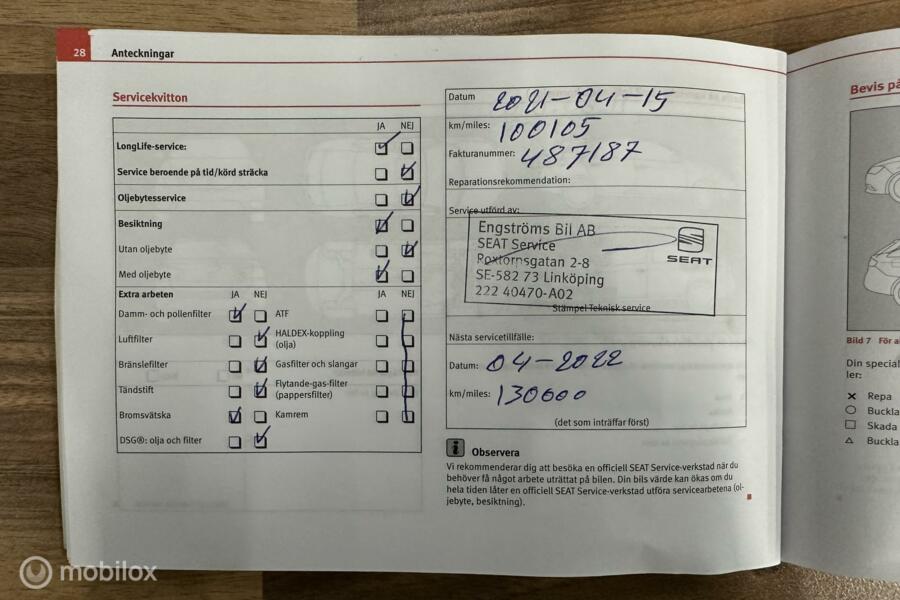 28 Anteckningar
Servicekvitton
JA NEJ
LongLife-service:
Service beroende på tid/körd sträcka
Oljebytesservice
Besiktning
Utan oljebyte
Med oljebyte
Extra arbeten JA NEJ JA NEJ
Damm- och pollenfilter ATF
Luftfilter HALDEX-koppling
(olja)
Bränslefilter Gasfilter och slangar
Tändstift Flytande-gas-filter
(pappersfilter)
Bromsvätska Kamrem
DSG®: olja och filter
Datum 2021-04-15
km/miles: 100105
Fakturanummer: 487187
Reparationsrekommendation:
Service utförd av:
Engströms Bil AB
SEAT Service
Roxtorpsgatan 2-8
SE-582 73 Linköping
222 40470-A02
SEAT
Stämpel Teknisk service
Nästa servicetillfälle:
Datum: 04-2022
km/miles: 130000
(det som inträffar först)
i Observera
Vi rekommenderar dig att besöka en officiell SEAT Service-verkstad när du
behöver få något arbete uträttat på bilen. Din bils värde kan ökas om du
hela tiden låter en officiell SEAT Service-verkstad utföra servicearbetena (ol-
jebyte, besiktning).
Bevis på
Bild 7 För a
Din special
ler:
Repa
Buckla
Skada
Buckla
mobilox